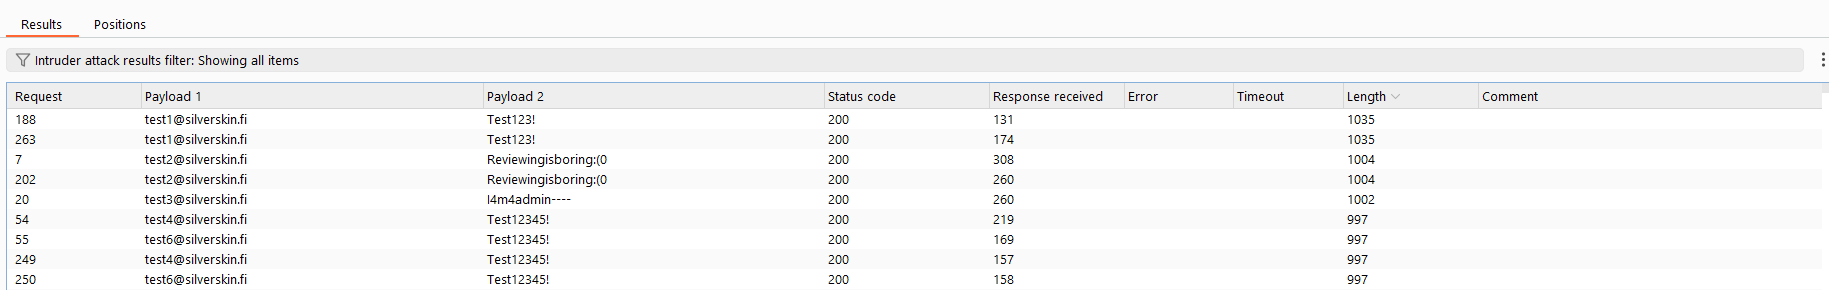 Results Positions
Intruder attack results filter: Showing all items
Request Payload 1 Payload 2 Status code Response received Error Timeout Length Comment
188 test1@silverskin.fi Test123! 200 131 1035
263 test1@silverskin.fi Test123! 200 174 1035
7 test2@silverskin.fi Reviewingisboring:(0 200 308 1004
202 test2@silverskin.fi Reviewingisboring:(0 200 260 1004
20 test3@silverskin.fi I4m4admin---- 200 260 1002
54 test4@silverskin.fi Test12345! 200 219 997
55 test6@silverskin.fi Test12345! 200 169 997
249 test4@silverskin.fi Test12345! 200 157 997
250 test6@silverskin.fi Test12345! 200 158 997